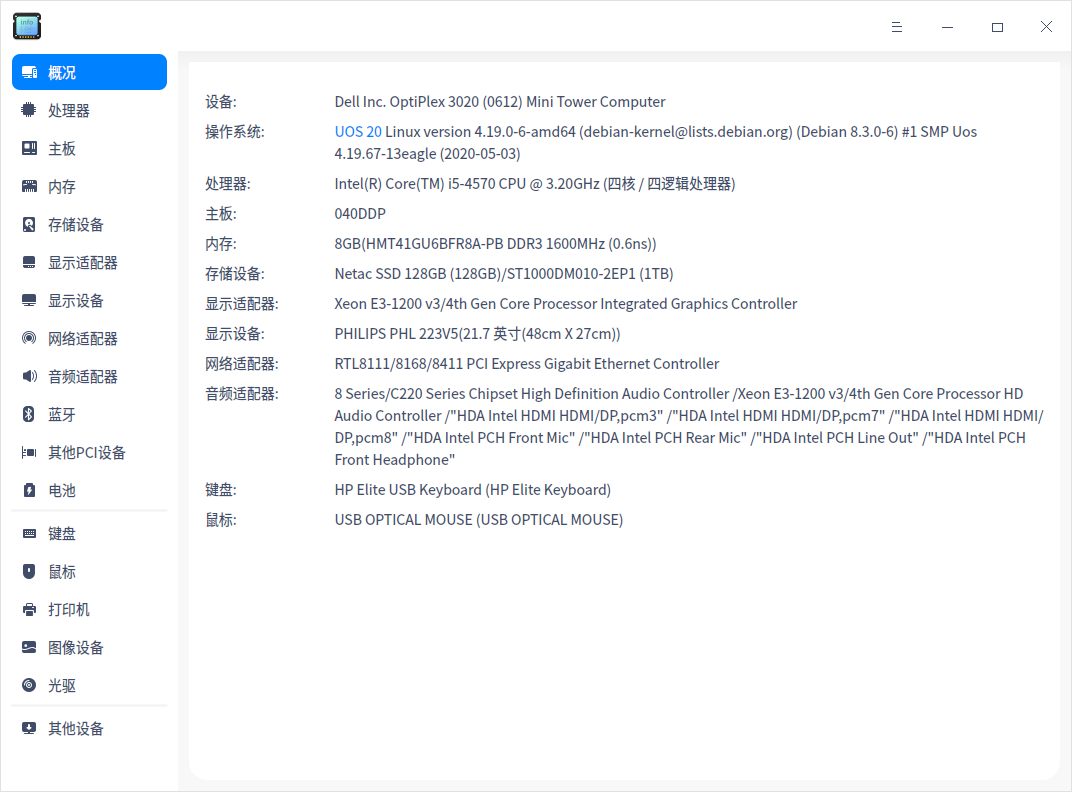 info
概况
处理器
主板
内存
存储设备
显示适配器
显示设备
网络适配器
音频适配器
蓝牙
其他PCI设备
电池
键盘
鼠标
打印机
图像设备
光驱
其他设备
设备: Dell Inc. OptiPlex 3020 (0612) Mini Tower Computer
操作系统: UOS 20 Linux version 4.19.0-6-amd64 (debian-kernel@lists.debian.org) (Debian 8.3.0-6) #1 SMP Uos
4.19.67-13eagle (2020-05-03)
处理器: Intel(R) Core(TM) i5-4570 CPU @ 3.20GHz (四核 / 四逻辑处理器)
主板: 040DDP
内存: 8GB(HMT41GU6BFR8A-PB DDR3 1600MHz (0.6ns))
存储设备: Netac SSD 128GB (128GB)/ST1000DM010-2EP1 (1TB)
显示适配器: Xeon E3-1200 v3/4th Gen Core Processor Integrated Graphics Controller
显示设备: PHILIPS PHL 223V5(21.7 英寸(48cm X 27cm))
网络适配器: RTL8111/8168/8411 PCI Express Gigabit Ethernet Controller
音频适配器: 8 Series/C220 Series Chipset High Definition Audio Controller /Xeon E3-1200 v3/4th Gen Core Processor HD
Audio Controller /"HDA Intel HDMI HDMI/DP,pcm3" /"HDA Intel HDMI HDMI/DP,pcm7" /"HDA Intel HDMI HDMI/
DP,pcm8" /"HDA Intel PCH Front Mic" /"HDA Intel PCH Rear Mic" /"HDA Intel PCH Line Out" /"HDA Intel PCH
Front Headphone"
键盘: HP Elite USB Keyboard (HP Elite Keyboard)
鼠标: USB OPTICAL MOUSE (USB OPTICAL MOUSE)